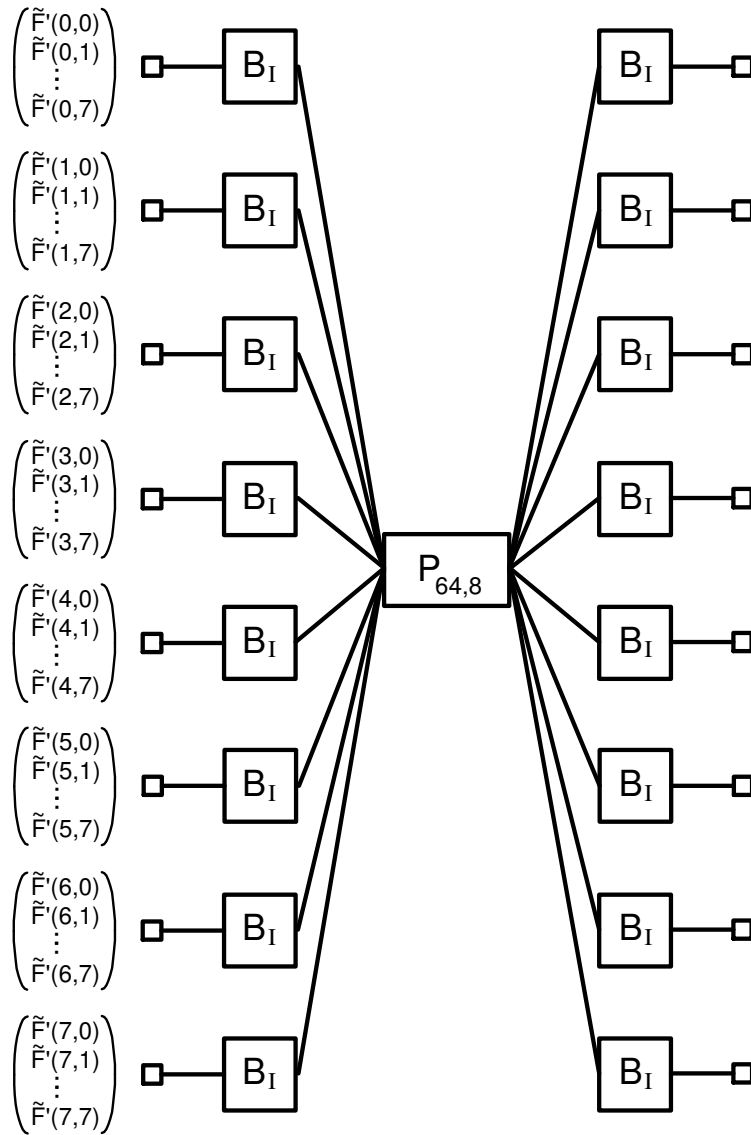 F̃'(0,0)
F̃'(0,1)
⋮
F̃'(0,7)
B_I
B_I
F̃'(1,0)
F̃'(1,1)
⋮
F̃'(1,7)
B_I
B_I
F̃'(2,0)
F̃'(2,1)
⋮
F̃'(2,7)
B_I
B_I
F̃'(3,0)
F̃'(3,1)
⋮
F̃'(3,7)
B_I
B_I
P_64,8
F̃'(4,0)
F̃'(4,1)
⋮
F̃'(4,7)
B_I
B_I
F̃'(5,0)
F̃'(5,1)
⋮
F̃'(5,7)
B_I
B_I
F̃'(6,0)
F̃'(6,1)
⋮
F̃'(6,7)
B_I
B_I
F̃'(7,0)
F̃'(7,1)
⋮
F̃'(7,7)
B_I
B_I